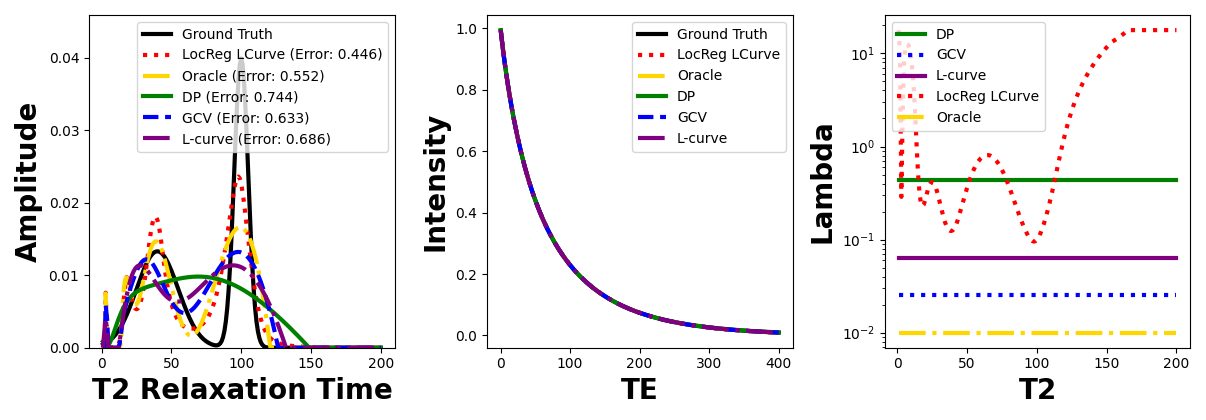 Amplitude
0.04
0.03
0.02
0.01
0.00
Ground Truth
LocReg LCurve (Error: 0.446)
Oracle (Error: 0.552)
DP (Error: 0.744)
GCV (Error: 0.633)
L-curve (Error: 0.686)
0 50 100 150 200
T2 Relaxation Time
Intensity
1.0
0.8
0.6
0.4
0.2
0.0
Ground Truth
LocReg LCurve
Oracle
DP
GCV
L-curve
0 100 200 300 400
TE
Lambda
10¹
10⁰
10⁻¹
10⁻²
DP
GCV
L-curve
LocReg LCurve
Oracle
0 50 100 150 200
T2